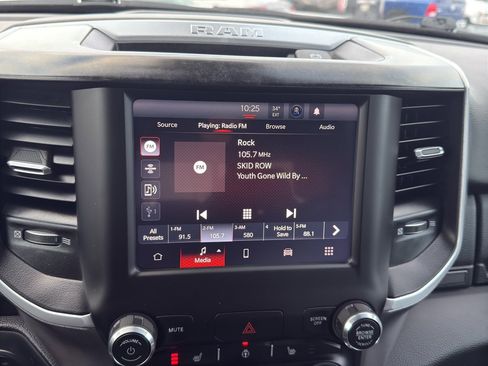 RAM
10:25 34° EXT
Source Playing: Radio FM Browse Audio
FM
Rock
105.7 MHz
FM
SKID ROW
Youth Gone Wild By ...
1
All Presets
1-FM 91.5
2-FM 105.7
3-AM 580
4 Hold to Save
5-FM 88.1
Media
MUTE
SCREEN OFF
VOLUME
BROWSE ENTER